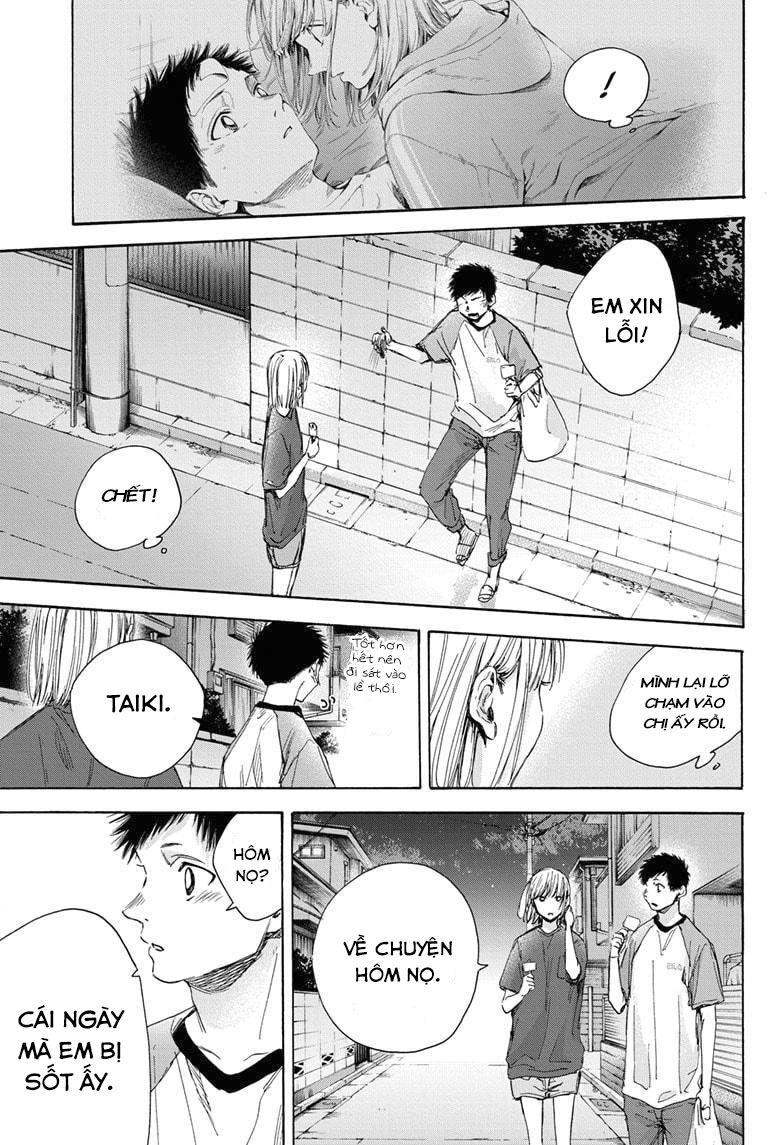 !
EM XIN
LỖI!
CHẾT!
MÌNH LẠI LỠ
CHẠM VÀO
CHỊ ẤY RỒI.
Tốt hơn
hết nên
đi sát vào
lề thôi.
TAIKI.
VỀ CHUYỆN
HÔM NỌ.
HÔM
NỌ?
CÁI NGÀY
MÀ EM BỊ
SỐT ẤY.